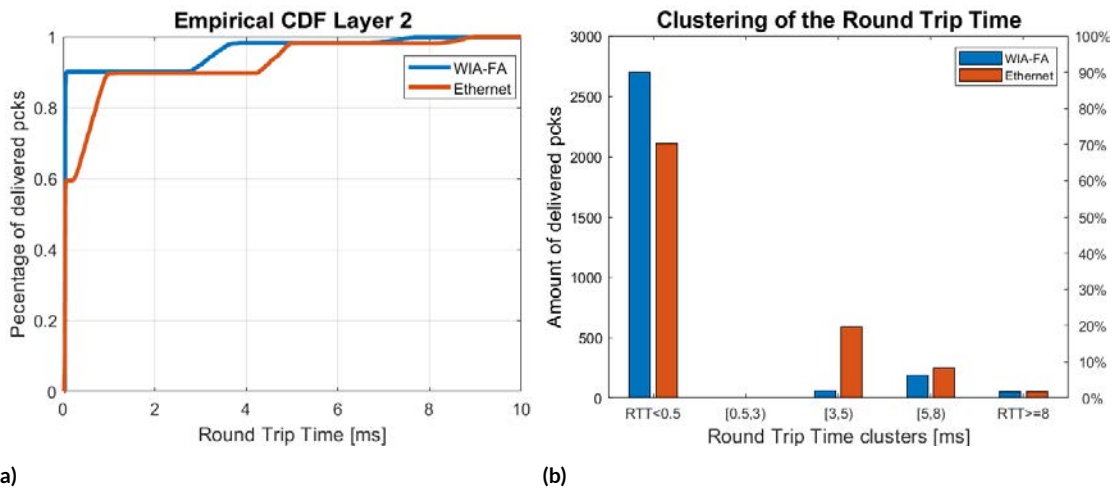 Empirical CDF Layer 2
Pecentage of delivered pcks
1
0.8
0.6
0.4
0.2
0
WIA-FA
Ethernet
0 2 4 6 8 10
Round Trip Time [ms]
a)
Clustering of the Round Trip Time
Amount of delivered pcks
3000
2500
2000
1500
1000
500
0
WIA-FA
Ethernet
100%
90%
80%
70%
60%
50%
40%
30%
20%
10%
0%
RTT<0.5 [0.5,3) [3,5) [5,8) RTT>=8
Round Trip Time clusters [ms]
(b)